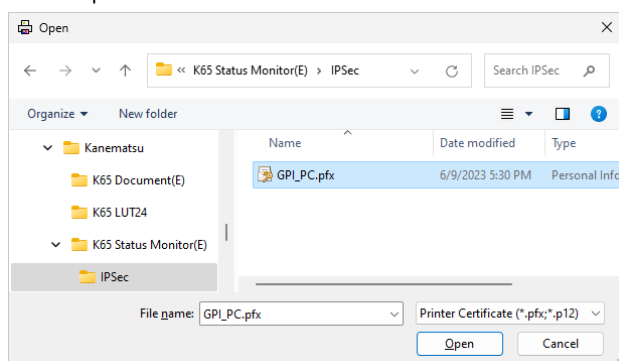 Open
« K65 Status Monitor(E) › IPSec
Search IPSec
Organize
New folder
Name
Date modified
Type
Kanematsu
GPI_PC.pfx
6/9/2023 5:30 PM
Personal Info
K65 Document(E)
K65 LUT24
K65 Status Monitor(E)
IPSec
File name:
GPI_PC.pfx
Printer Certificate (*.pfx;*.p12)
Open
Cancel